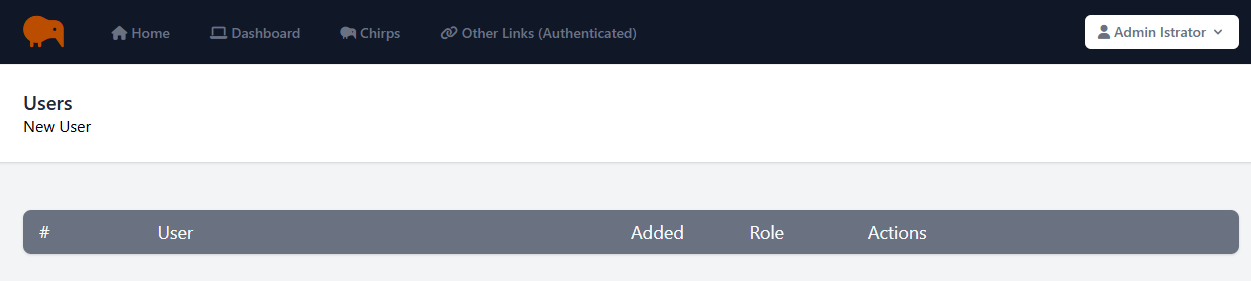 Home Dashboard Chirps Other Links (Authenticated) Admin Istrator
Users
New User
# User Added Role Actions